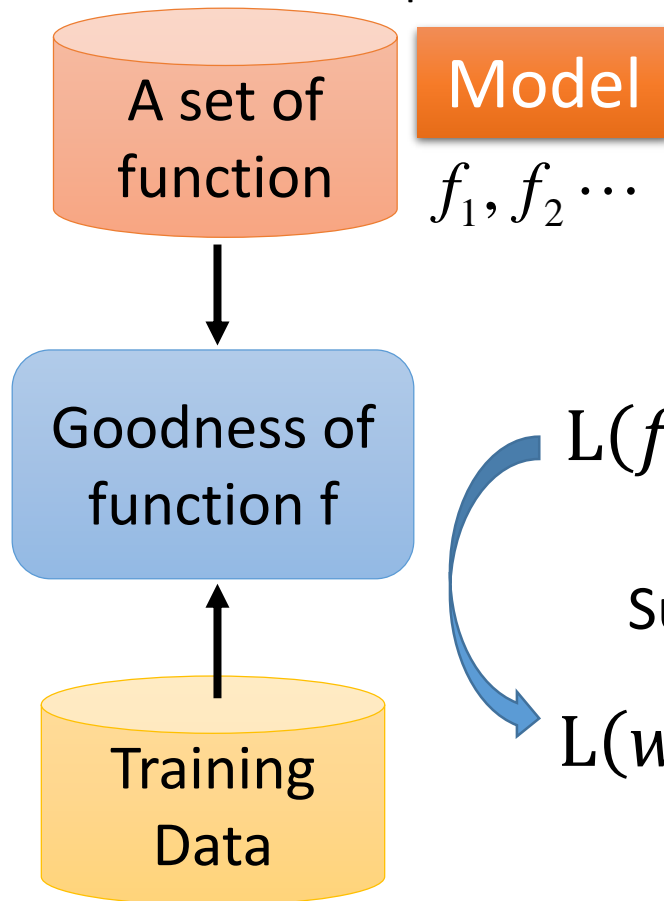 A set of
function
Model
f₁, f₂ ⋯
Goodness of
function f
L(f
Su
L(w
Training
Data